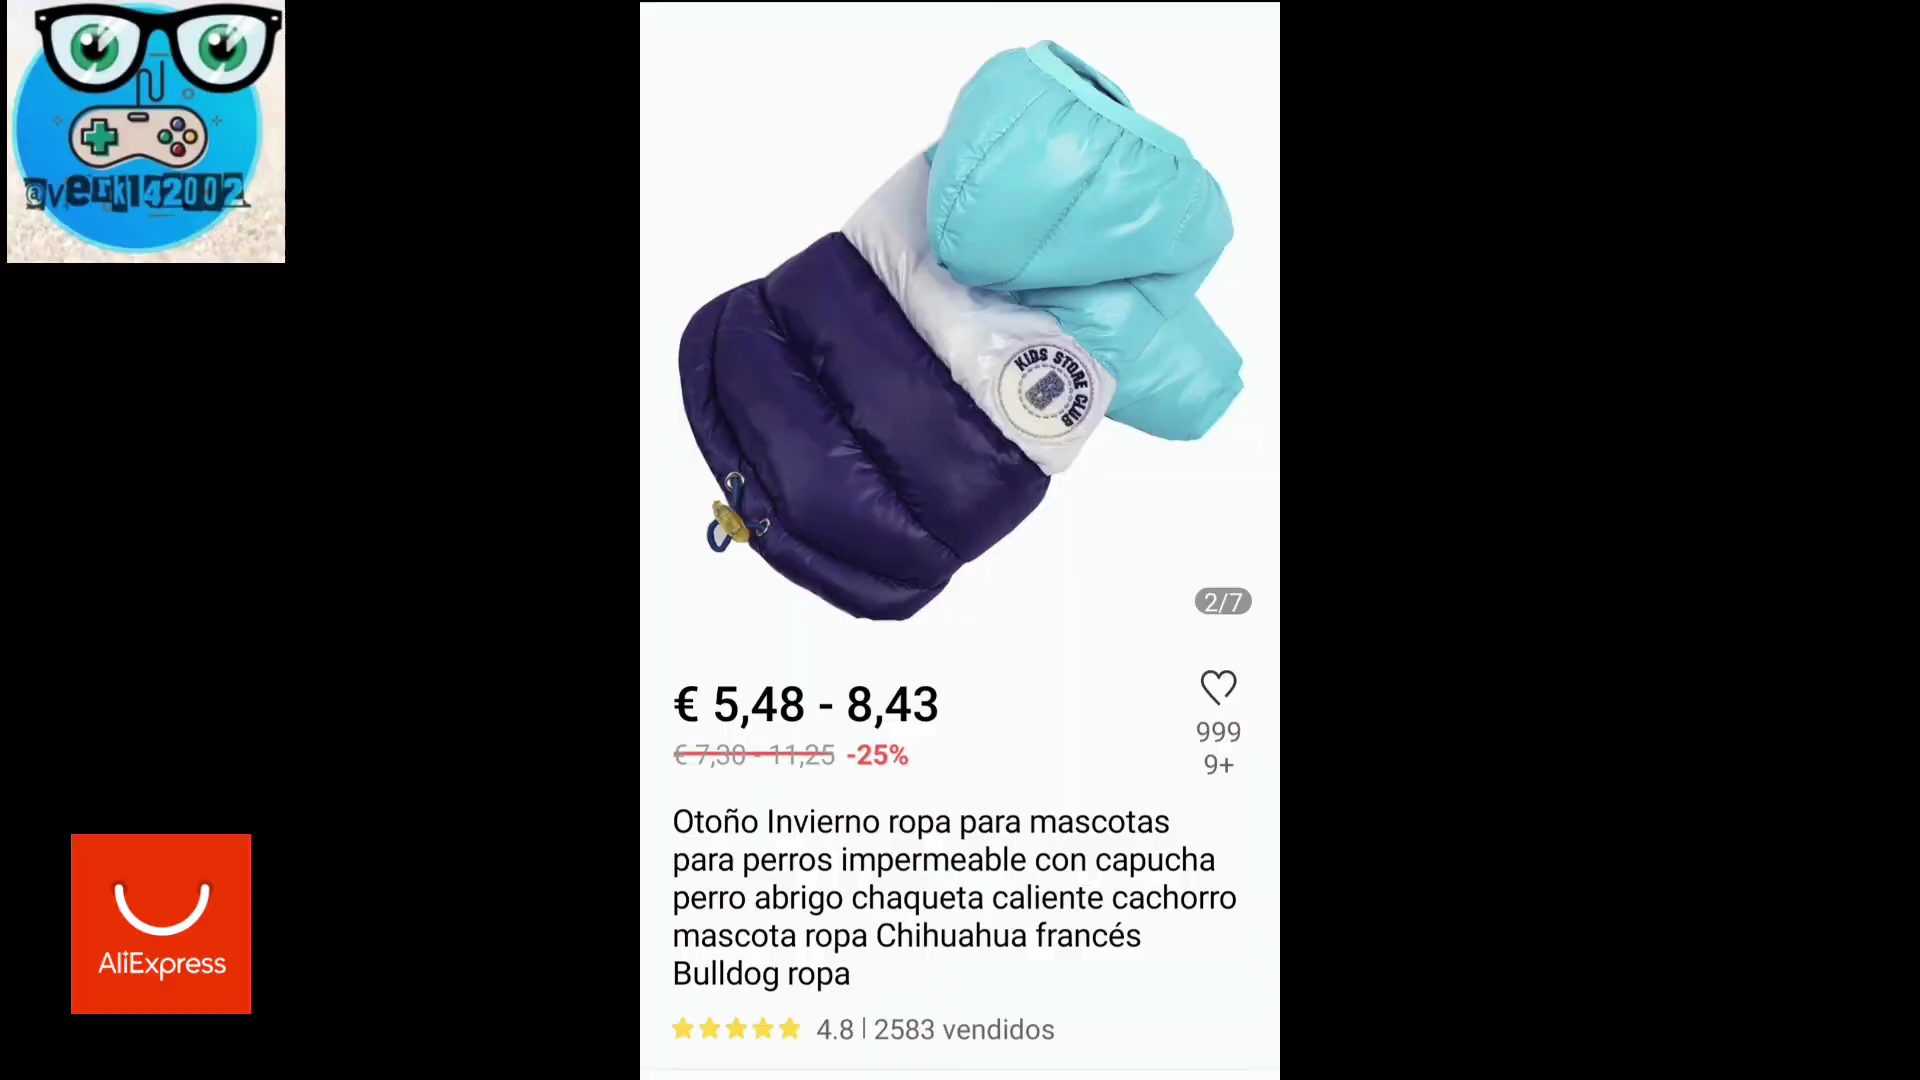 @verk142002
KIDS STORE CLUB
B
2/7
€ 5,48 - 8,43
€ 7,30 - 11,25 -25%
999
9+
Otoño Invierno ropa para mascotas
para perros impermeable con capucha
perro abrigo chaqueta caliente cachorro
mascota ropa Chihuahua francés
Bulldog ropa
4.8 | 2583 vendidos
AliExpress